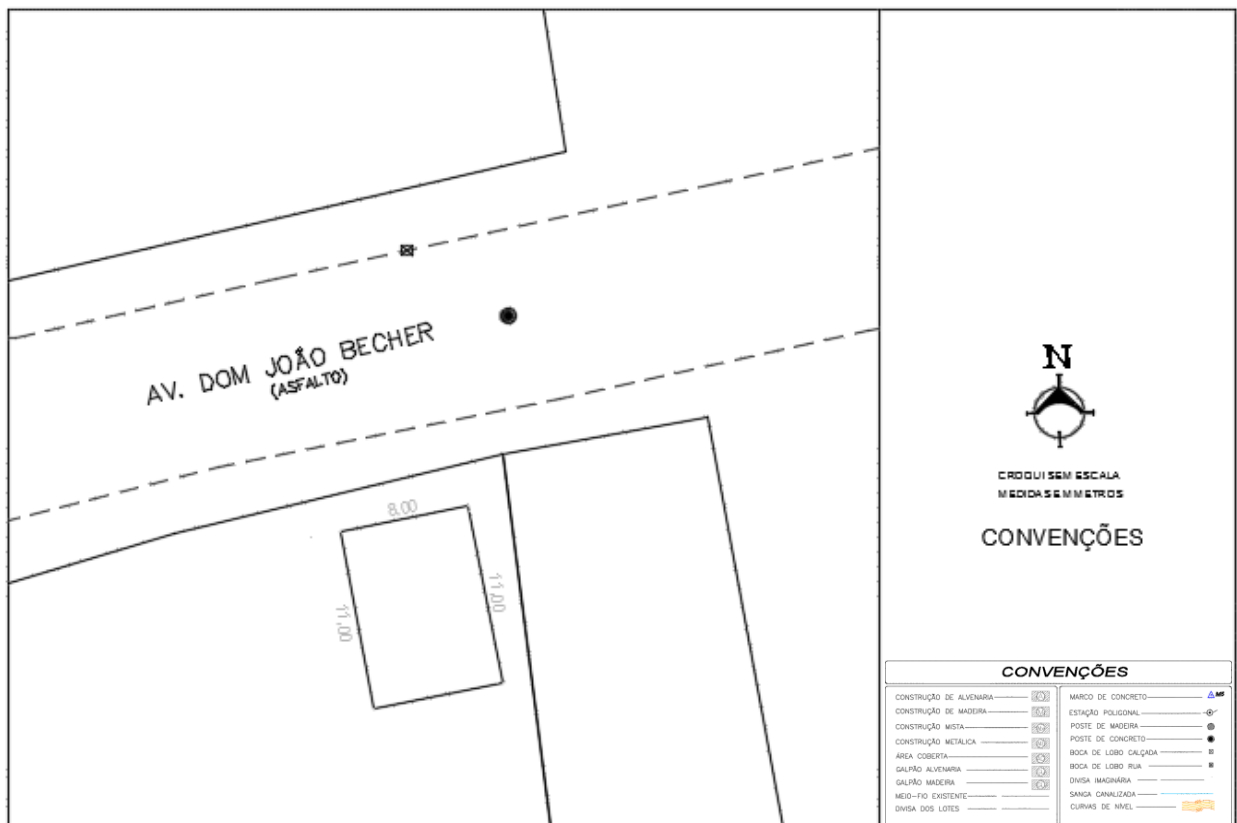 AV. DOM JOÃO BECHER
(ASFALTO)
8.00
11,00
11,00
N
CROQUI SEM ESCALA
MEDIDAS EM METROS
CONVENÇÕES
CONVENÇÕES
CONSTRUÇÃO DE ALVENARIA
CONSTRUÇÃO DE MADEIRA
CONSTRUÇÃO MISTA
CONSTRUÇÃO METÁLICA
ÁREA COBERTA
GALPÃO ALVENARIA
GALPÃO MADEIRA
MEIO-FIO EXISTENTE
DIVISA DOS LOTES
MARCO DE CONCRETO
ESTAÇÃO POLIGONAL
POSTE DE MADEIRA
POSTE DE CONCRETO
BOCA DE LOBO CALÇADA
BOCA DE LOBO RUA
DIVISA IMAGINÁRIA
SANGA CANALIZADA
CURVAS DE NÍVEL